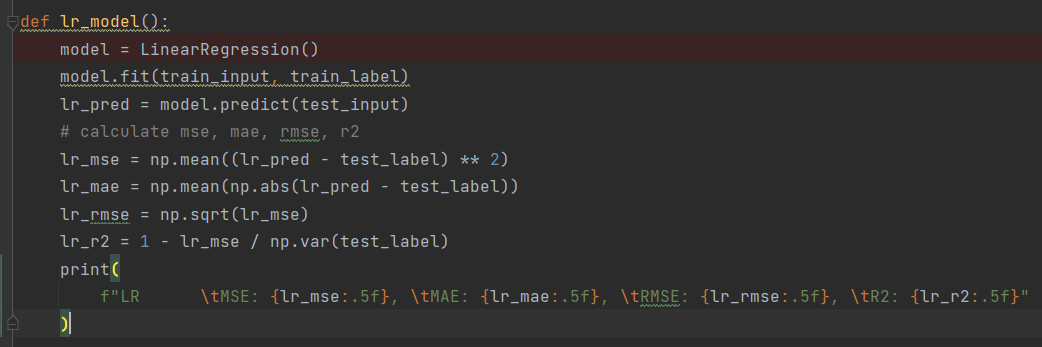 def lr_model():
    model = LinearRegression()
    model.fit(train_input, train_label)
    lr_pred = model.predict(test_input)
    # calculate mse, mae, rmse, r2
    lr_mse = np.mean((lr_pred - test_label) ** 2)
    lr_mae = np.mean(np.abs(lr_pred - test_label))
    lr_rmse = np.sqrt(lr_mse)
    lr_r2 = 1 - lr_mse / np.var(test_label)
    print(
        f"LR      \tMSE: {lr_mse:.5f}, \tMAE: {lr_mae:.5f}, \tRMSE: {lr_rmse:.5f}, \tR2: {lr_r2:.5f}"
    )